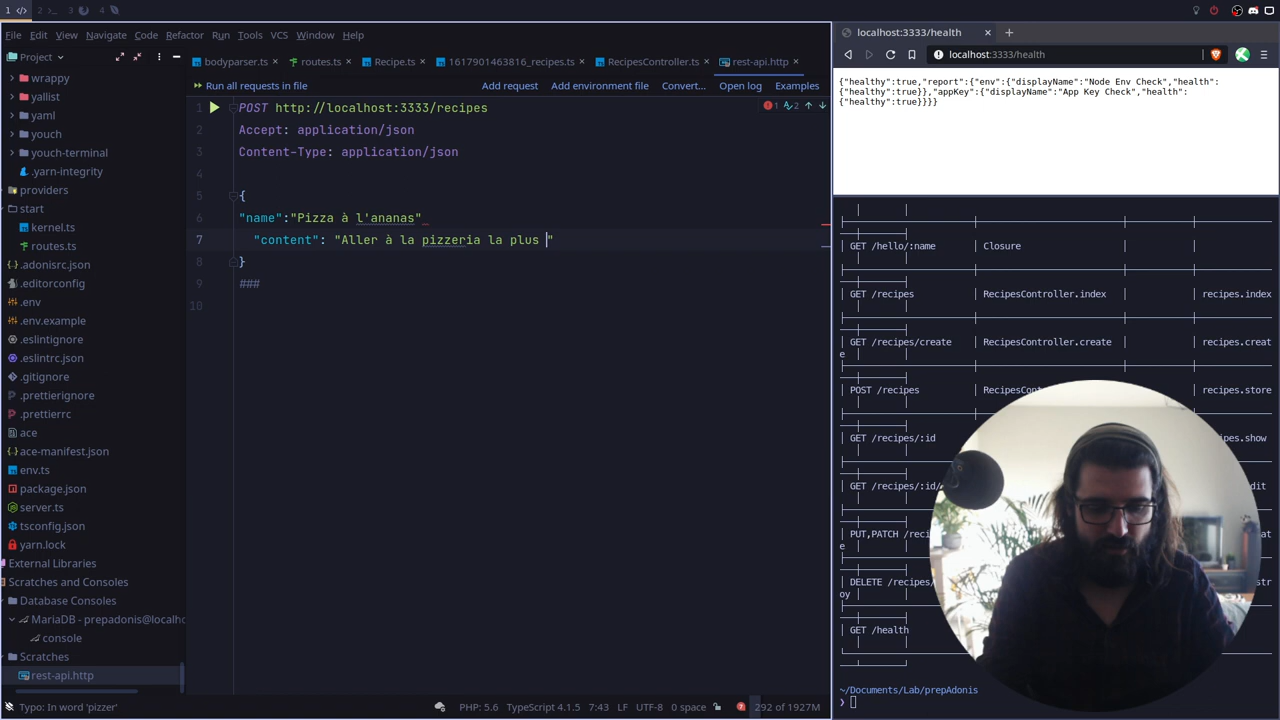 1 </>
2 >_
3
4
File Edit View Navigate Code Refactor Run Tools VCS Window Help
Project
bodyparser.ts routes.ts Recipe.ts 1617901463816_recipes.ts RecipesController.ts rest-api.http
Run all requests in file Add request Add environment file Convert... Open log Examples
wrappy
yallist
yaml
youch
youch-terminal
.yarn-integrity
providers
start
kernel.ts
routes.ts
.adonisrc.json
.editorconfig
.env
.env.example
.eslintignore
.eslintrc.json
.gitignore
.prettierignore
.prettierrc
ace
ace-manifest.json
env.ts
package.json
server.ts
tsconfig.json
yarn.lock
External Libraries
Scratches and Consoles
Database Consoles
MariaDB - prepadonis@localho
console
Scratches
rest-api.http
1 POST http://localhost:3333/recipes
2 Accept: application/json
3 Content-Type: application/json
4
5 {
6 "name":"Pizza à l'ananas"
7 "content": "Aller à la pizzeria la plus "
8 }
9 ###
10
1 2
Typo: In word 'pizzer'
PHP: 5.6 TypeScript 4.1.5 7:43 LF UTF-8 0 space 292 of 1927M
localhost:3333/health
localhost:3333/health
{"healthy":true,"report":{"env":{"displayName":"Node Env Check","health":
{"healthy":true}},"appKey":{"displayName":"App Key Check","health":
{"healthy":true}}}}
GET /hello/:name Closure
GET /recipes RecipesController.index recipes.index
GET /recipes/create RecipesController.create recipes.creat
e
POST /recipes recipes.store
GET /recipes/:id
GET /recipes/:id/
PUT,PATCH
e
DELETE /recipes/
oy
GET /health
~/Documents/Lab/prepAdonis
❯